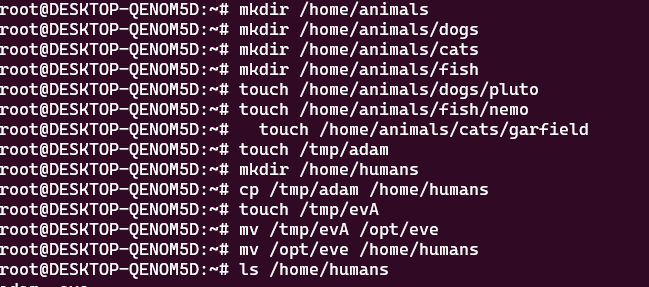 root@DESKTOP-QENOM5D:~# mkdir /home/animals
root@DESKTOP-QENOM5D:~# mkdir /home/animals/dogs
root@DESKTOP-QENOM5D:~# mkdir /home/animals/cats
root@DESKTOP-QENOM5D:~# mkdir /home/animals/fish
root@DESKTOP-QENOM5D:~# touch /home/animals/dogs/pluto
root@DESKTOP-QENOM5D:~# touch /home/animals/fish/nemo
root@DESKTOP-QENOM5D:~#   touch /home/animals/cats/garfield
root@DESKTOP-QENOM5D:~# touch /tmp/adam
root@DESKTOP-QENOM5D:~# mkdir /home/humans
root@DESKTOP-QENOM5D:~# cp /tmp/adam /home/humans
root@DESKTOP-QENOM5D:~# touch /tmp/evA
root@DESKTOP-QENOM5D:~# mv /tmp/evA /opt/eve
root@DESKTOP-QENOM5D:~# mv /opt/eve /home/humans
root@DESKTOP-QENOM5D:~# ls /home/humans